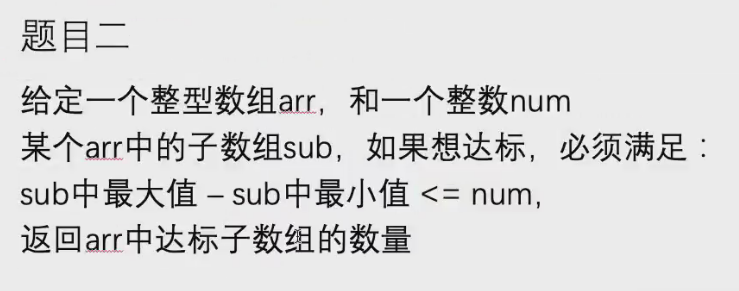 题目二
给定一个整型数组arr，和一个整数num
某个arr中的子数组sub，如果想达标，必须满足：
sub中最大值 – sub中最小值 <= num，
返回arr中达标子数组的数量